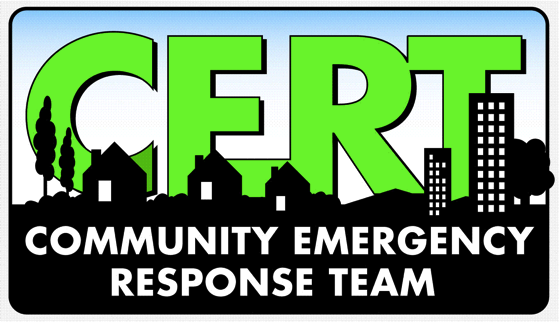 CERT
COMMUNITY EMERGENCY
RESPONSE TEAM